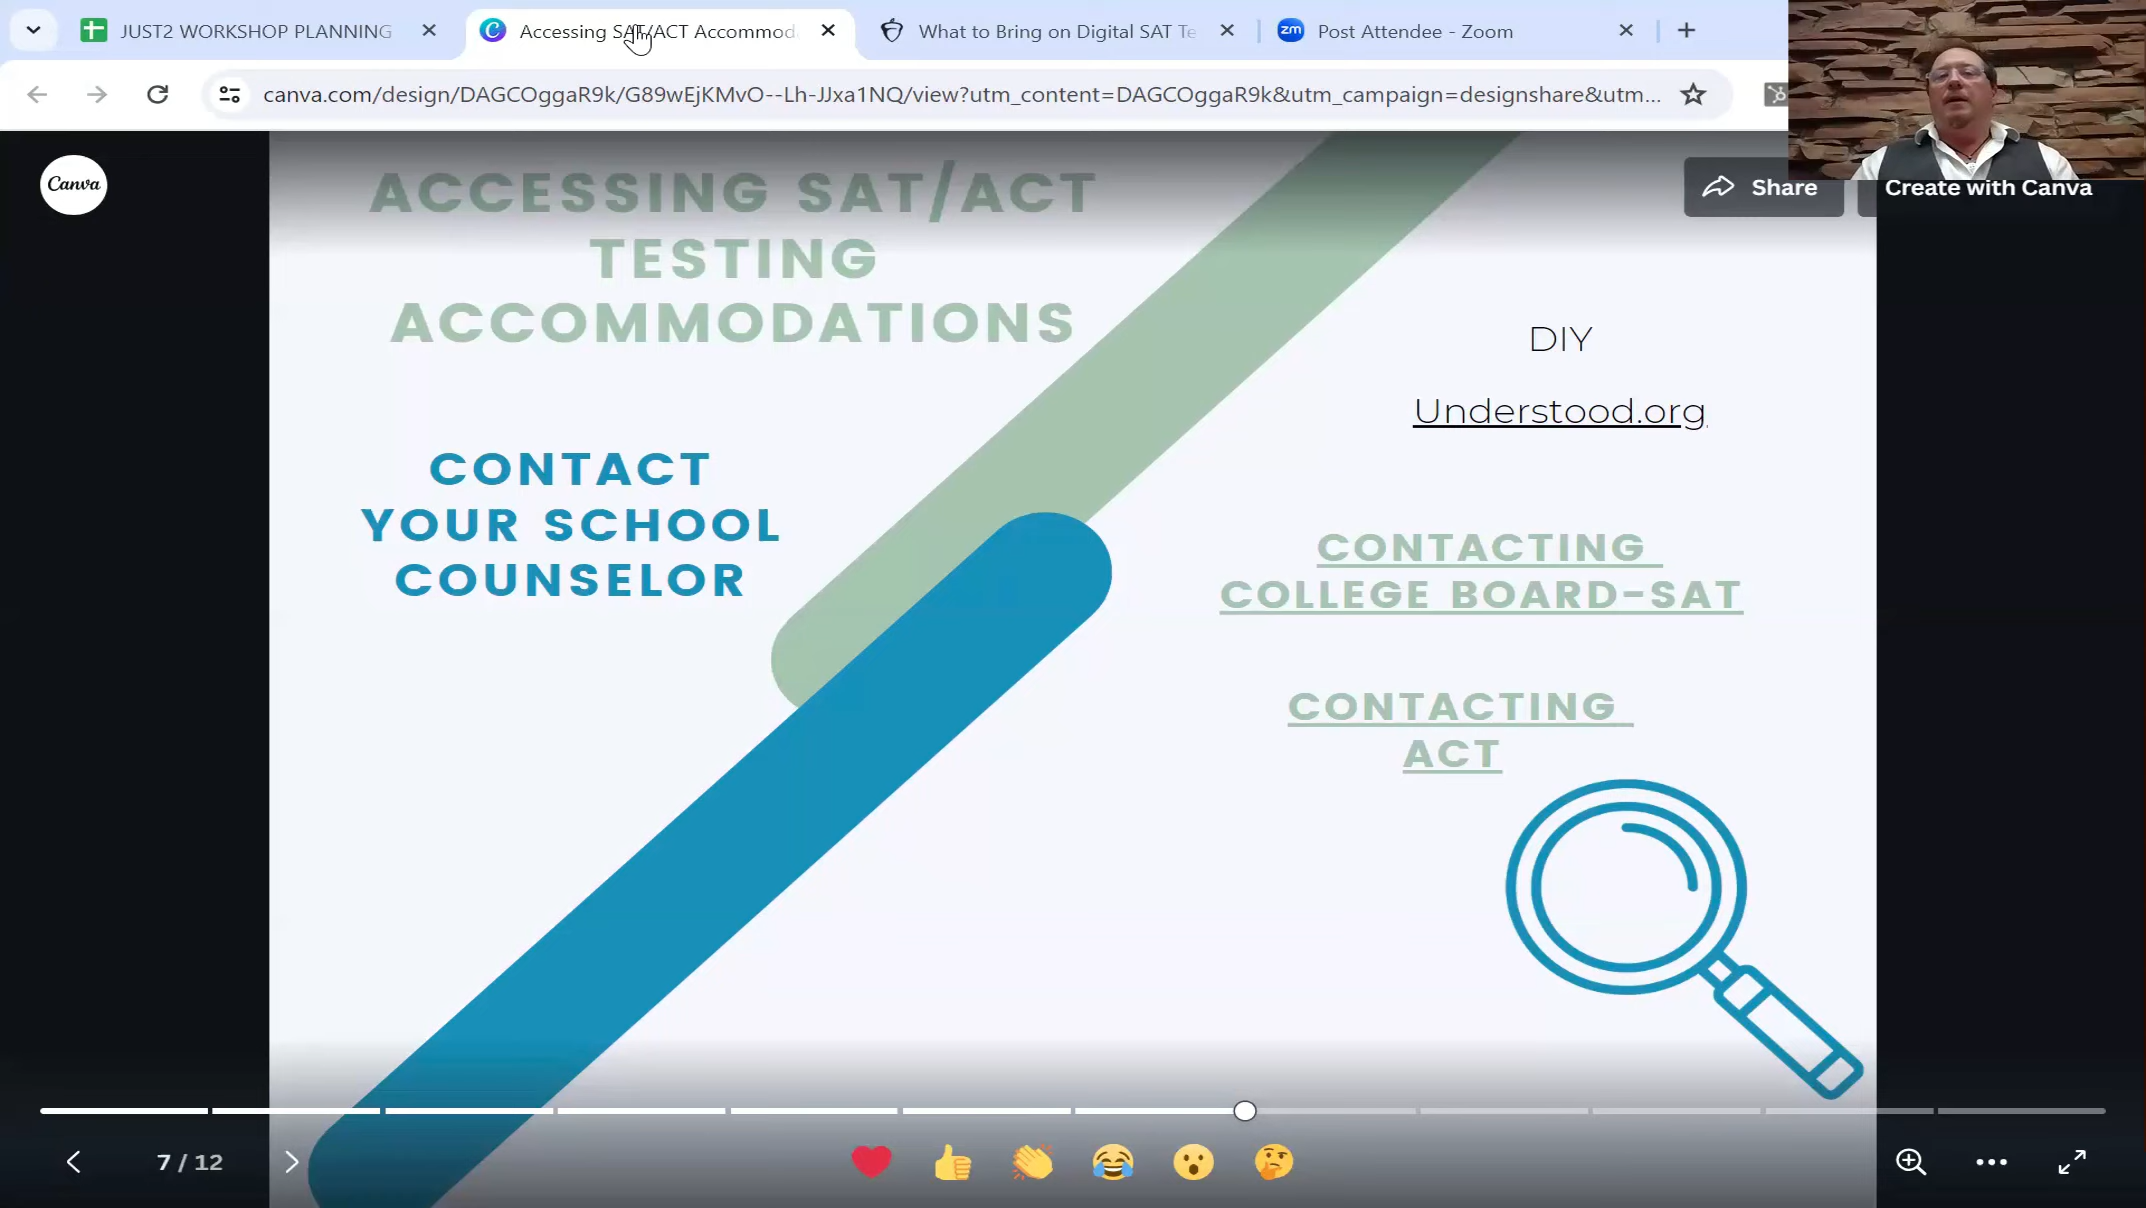 JUST2 WORKSHOP PLANNING
Accessing SAT/ACT Accommod
What to Bring on Digital SAT Te
zm
Post Attendee - Zoom
canva.com/design/DAGCOggaR9k/G89wEjKMvO--Lh-JJxa1NQ/view?utm_content=DAGCOggaR9k&utm_campaign=designshare&utm...
Canva
Share
Create with Canva
ACCESSING SAT/ACT
TESTING
ACCOMMODATIONS
CONTACT
YOUR SCHOOL
COUNSELOR
DIY
Understood.org
CONTACTING
COLLEGE BOARD-SAT
CONTACTING
ACT
7 / 12